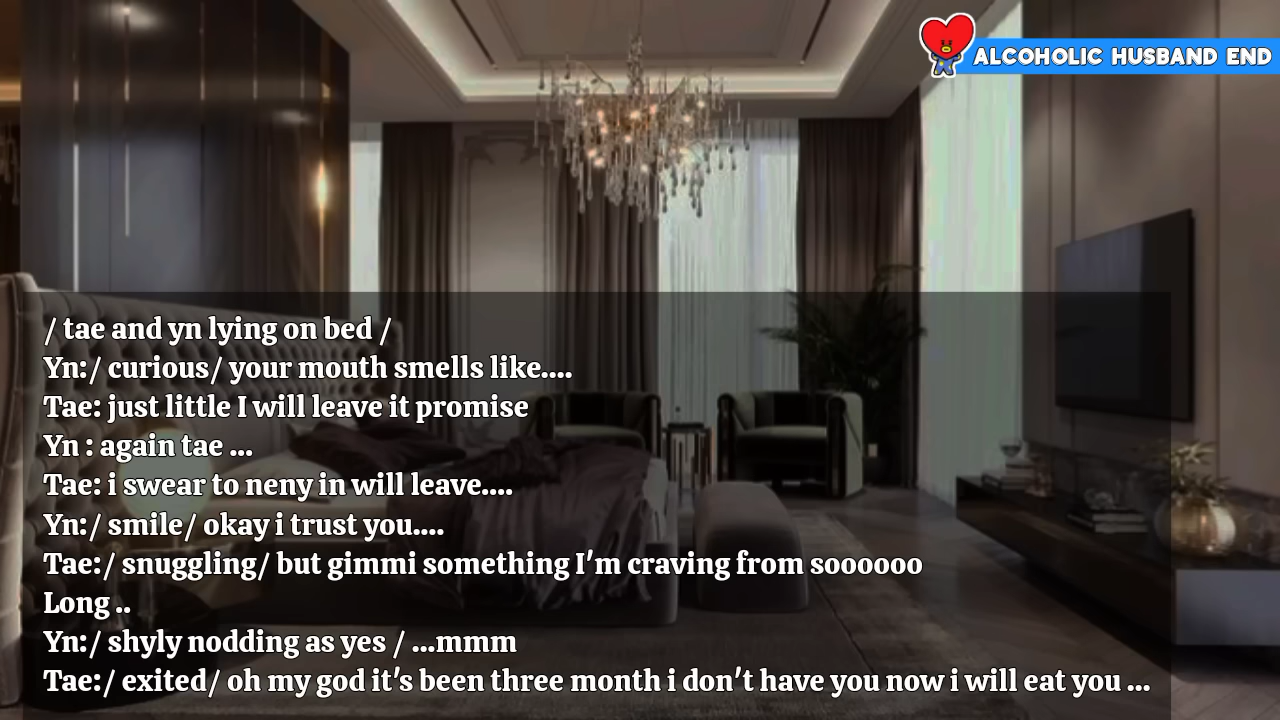 ALCOHOLIC HUSBAND END
/ tae and yn lying on bed /
Yn:/ curious/ your mouth smells like....
Tae: just little I will leave it promise
Yn : again tae ...
Tae: i swear to neny in will leave....
Yn:/ smile/ okay i trust you....
Tae:/ snuggling/ but gimmi something I'm craving from soooooo
Long ..
Yn:/ shyly nodding as yes / ...mmm
Tae:/ exited/ oh my god it's been three month i don't have you now i will eat you ...